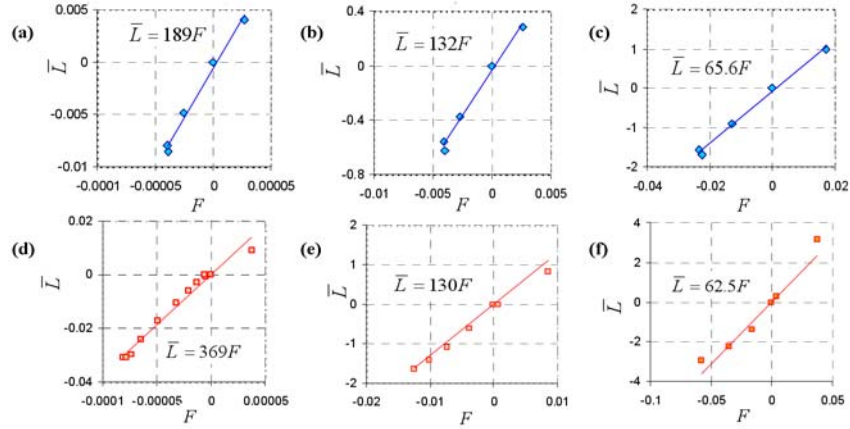 (a)
0.005
0
-0.005
-0.01
-0.0001
-0.00005
0
0.00005
L̅
F
L̅ = 189F
(b)
0.4
0
-0.4
-0.8
-0.01
-0.005
0
0.005
L̅
F
L̅ = 132F
(c)
2
1
0
-1
-2
-0.04
-0.02
0
0.02
L̅
F
L̅ = 65.6F
(d)
0.02
0
-0.02
-0.04
-0.0001
-0.00005
0
0.00005
L̅
F
L̅ = 369F
(e)
2
1
0
-1
-2
-0.02
-0.01
0
0.01
L̅
F
L̅ = 130F
(f)
4
2
0
-2
-4
-0.1
-0.05
0
0.05
L̅
F
L̅ = 62.5F